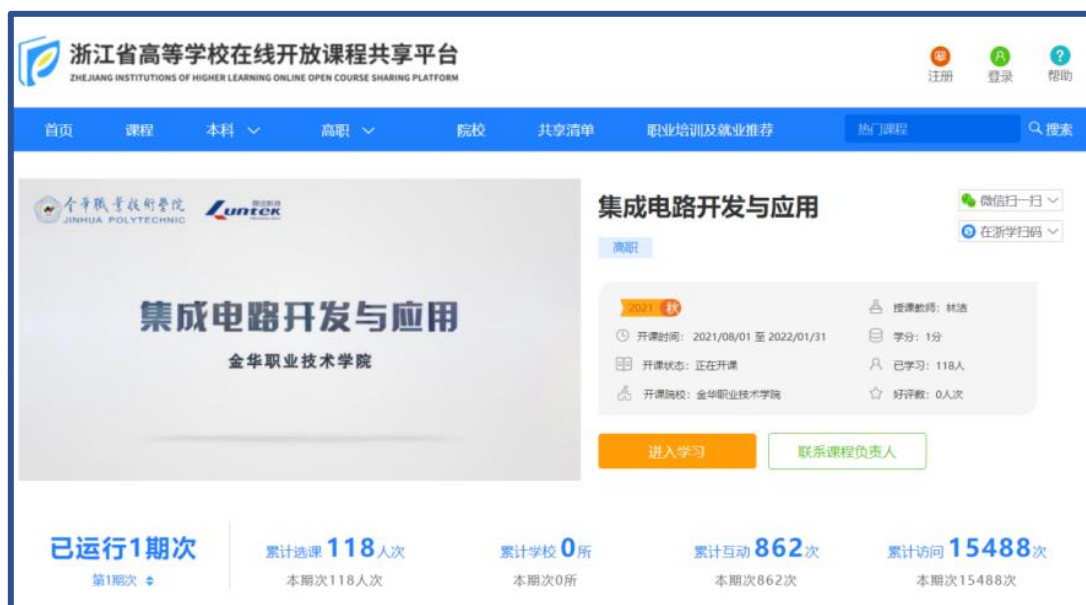 浙江省高等学校在线开放课程共享平台
ZHEJIANG INSTITUTIONS OF HIGHER LEARNING ONLINE OPEN COURSE SHARING PLATFORM
注册 登录 帮助
首页 课程 本科 高职 院校 共享清单 职业培训及就业推荐 热门课程 搜索
金华职业技术学院
JINHUA POLYTECHNIC
Luntek
集成电路开发与应用
金华职业技术学院
集成电路开发与应用
高职
微信扫一扫
在浙学扫码
2021 秋
授课教师：林洁
开课时间： 2021/08/01 至 2022/01/31
学分：1分
开课状态：正在开课
已学习：118人
开课院校：金华职业技术学院
好评数：0人次
进入学习 联系课程负责人
已运行1期次
第1期次
累计选课 118 人次
本期次118人次
累计学校 0 所
本期次0所
累计互动 862 次
本期次862次
累计访问 15488 次
本期次15488次